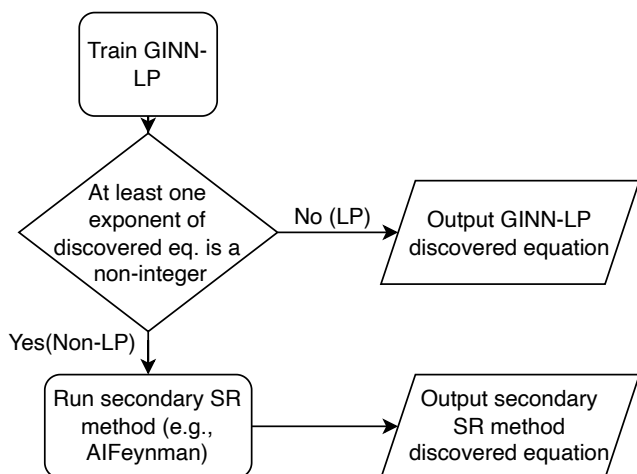 Train GINN-
LP
At least one
exponent of
discovered eq. is a
non-integer
No (LP)
Output GINN-LP
discovered equation
Yes(Non-LP)
Run secondary SR
method (e.g.,
AIFeynman)
Output secondary
SR method
discovered equation